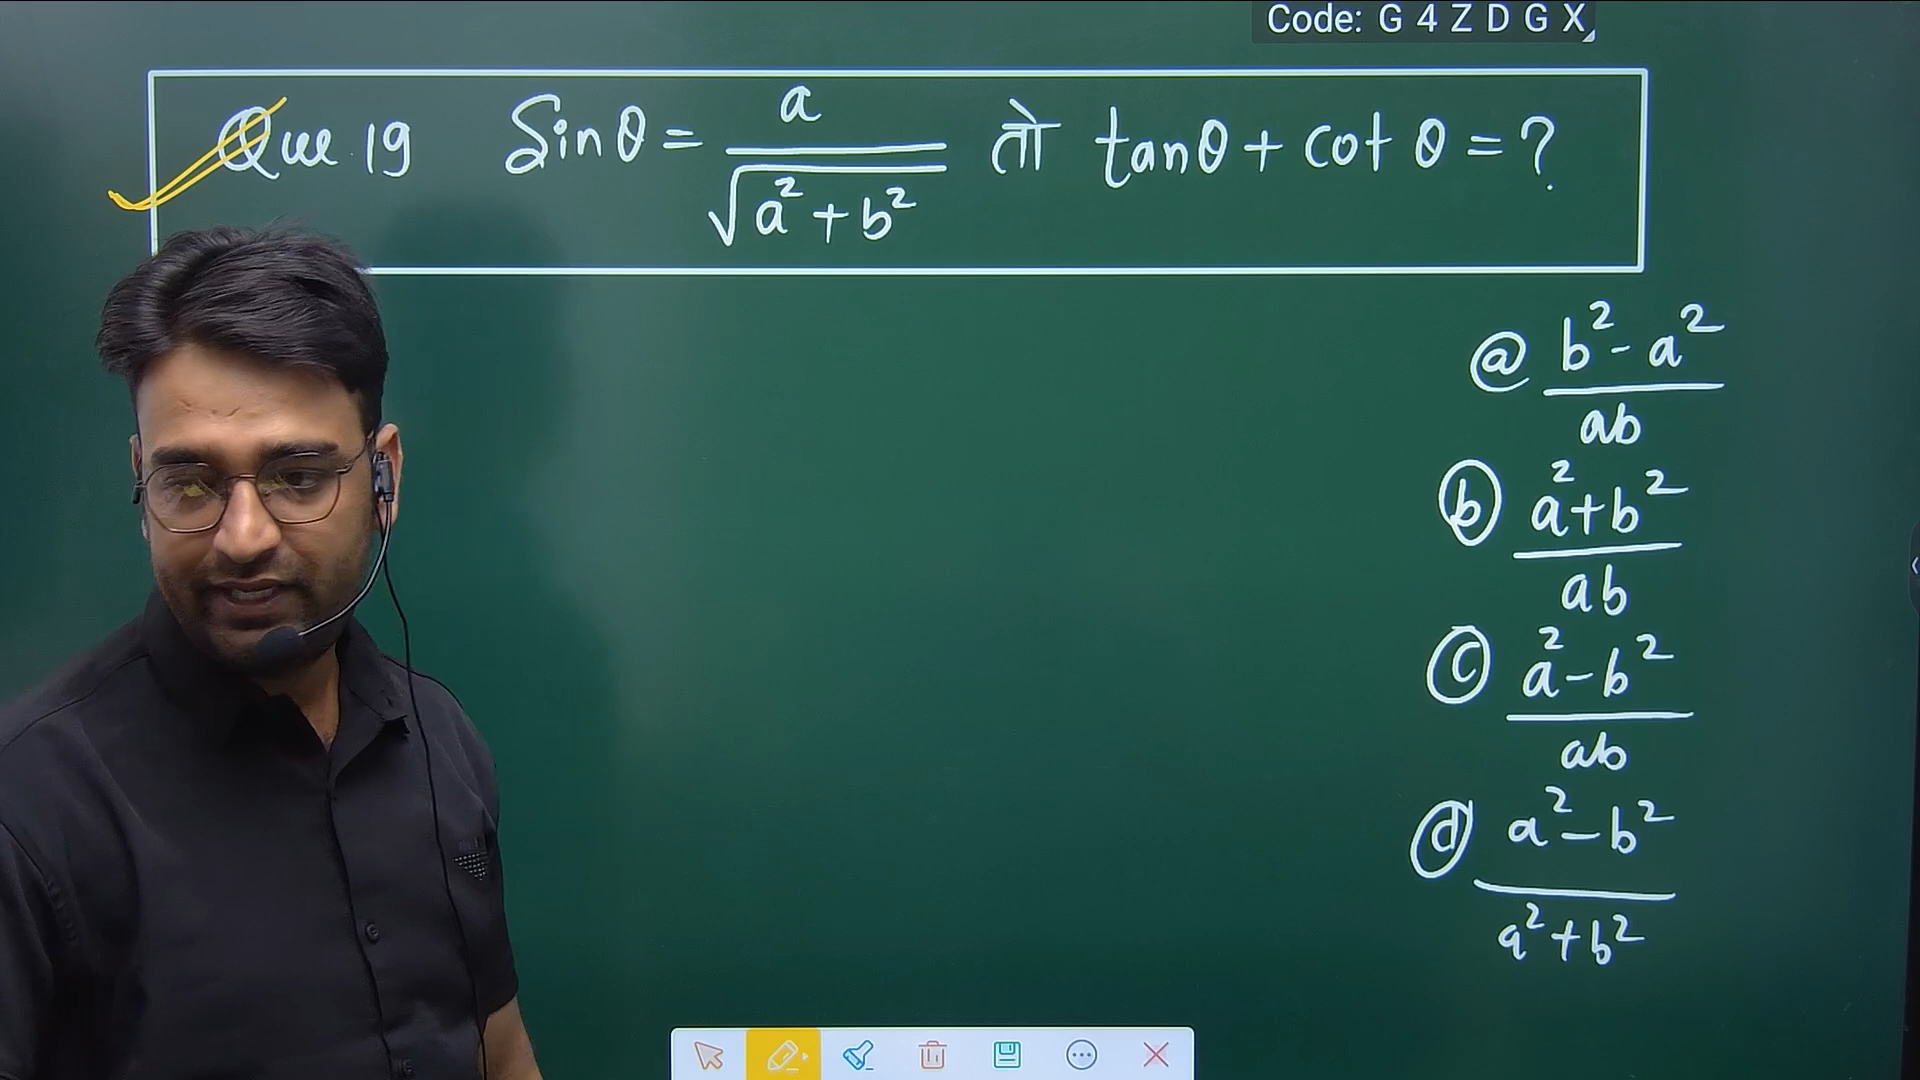 Code: G 4 Z D G X
Que 19 Sinθ = a / √(a² + b²) तो tanθ + cot θ = ?
ⓐ (b² - a²) / ab
ⓑ (a² + b²) / ab
ⓒ (a² - b²) / ab
ⓓ (a² - b²) / (a² + b²)